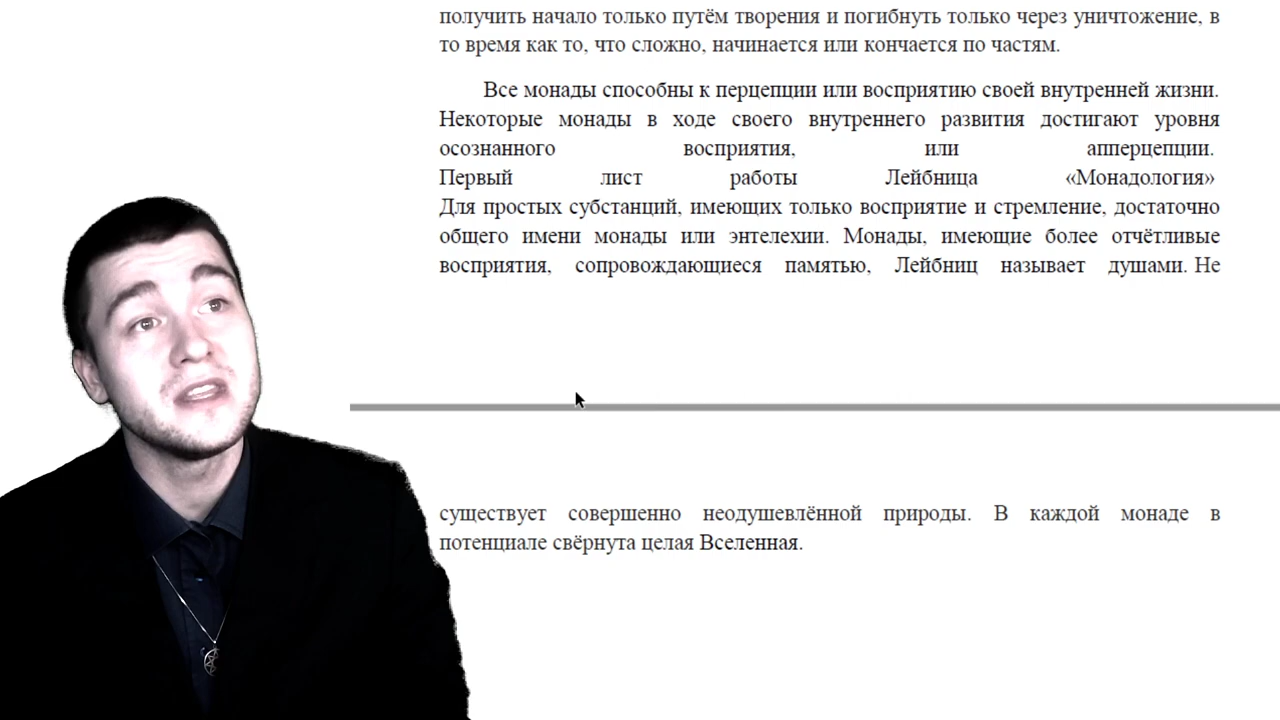 получить начало только путём творения и погибнуть только через уничтожение, в
то время как то, что сложно, начинается или кончается по частям.
Все монады способны к перцепции или восприятию своей внутренней жизни.
Некоторые монады в ходе своего внутреннего развития достигают уровня
осознанного восприятия, или апперцепции.
Первый лист работы Лейбница «Монадология»
Для простых субстанций, имеющих только восприятие и стремление, достаточно
общего имени монады или энтелехии. Монады, имеющие более отчётливые
восприятия, сопровождающиеся памятью, Лейбниц называет душами. Не
существует совершенно неодушевлённой природы. В каждой монаде в
потенциале свёрнута целая Вселенная.